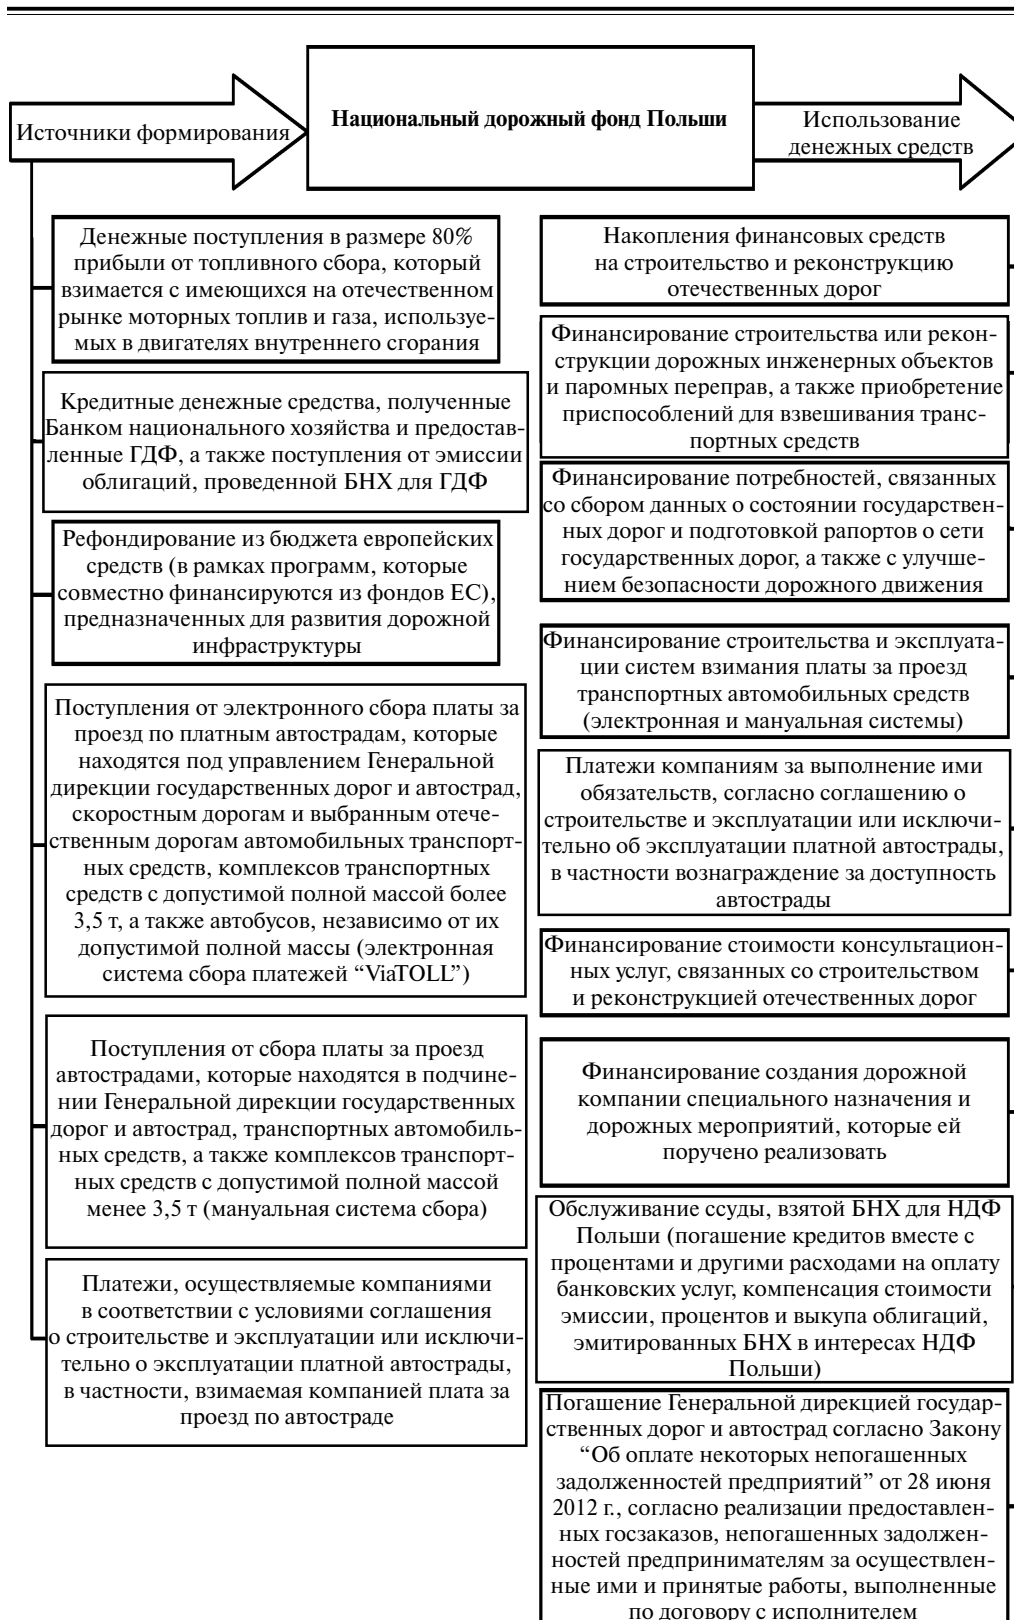 Источники формирования
Национальный дорожный фонд Польши
Использование
денежных средств
Денежные поступления в размере 80%
прибыли от топливного сбора, который
взимается с имеющихся на отечественном
рынке моторных топлив и газа, используе-
мых в двигателях внутреннего сгорания
Кредитные денежные средства, полученные
Банком национального хозяйства и предостав-
ленные ГДФ, а также поступления от эмиссии
облигаций, проведенной БНХ для ГДФ
Рефондирование из бюджета европейских
средств (в рамках программ, которые
совместно финансируются из фондов ЕС),
предназначенных для развития дорожной
инфраструктуры
Поступления от электронного сбора платы за
проезд по платным автострадам, которые
находятся под управлением Генеральной
дирекции государственных дорог и автострад,
скоростным дорогам и выбранным отече-
ственным дорогам автомобильных транспорт-
ных средств, комплексов транспортных
средств с допустимой полной массой более
3,5 т, а также автобусов, независимо от их
допустимой полной массы (электронная
система сбора платежей “ViaTOLL”)
Поступления от сбора платы за проезд
автострадами, которые находятся в подчине-
нии Генеральной дирекции государственных
дорог и автострад, транспортных автомобиль-
ных средств, а также комплексов транспорт-
ных средств с допустимой полной массой
менее 3,5 т (мануальная система сбора)
Платежи, осуществляемые компаниями
в соответствии с условиями соглашения
о строительстве и эксплуатации или исключи-
тельно о эксплуатации платной автострады,
в частности, взимаемая компанией плата за
проезд по автостраде
Накопления финансовых средств
на строительство и реконструкцию
отечественных дорог
Финансирование строительства или рекон-
струкции дорожных инженерных объектов
и паромных переправ, а также приобретение
приспособлений для взвешивания транс-
портных средств
Финансирование потребностей, связанных
со сбором данных о состоянии государствен-
ных дорог и подготовкой рапортов о сети
государственных дорог, а также с улучше-
нием безопасности дорожного движения
Финансирование строительства и эксплуата-
ции систем взимания платы за проезд
транспортных автомобильных средств
(электронная и мануальная системы)
Платежи компаниям за выполнение ими
обязательств, согласно соглашению о
строительстве и эксплуатации или исключи-
тельно об эксплуатации платной автострады,
в частности вознаграждение за доступность
автострады
Финансирование стоимости консультацион-
ных услуг, связанных со строительством
и реконструкцией отечественных дорог
Финансирование создания дорожной
компании специального назначения и
дорожных мероприятий, которые ей
поручено реализовать
Обслуживание ссуды, взятой БНХ для НДФ
Польши (погашение кредитов вместе с
процентами и другими расходами на оплату
банковских услуг, компенсация стоимости
эмиссии, процентов и выкупа облигаций,
эмитированных БНХ в интересах НДФ
Польши)
Погашение Генеральной дирекцией государ-
ственных дорог и автострад согласно Закону
“Об оплате некоторых непогашенных
задолженностей предприятий” от 28 июня
2012 г., согласно реализации предоставлен-
ных госзаказов, непогашенных задолжен-
ностей предпринимателям за осуществлен-
ные ими и принятые работы, выполненные
по договору с исполнителем